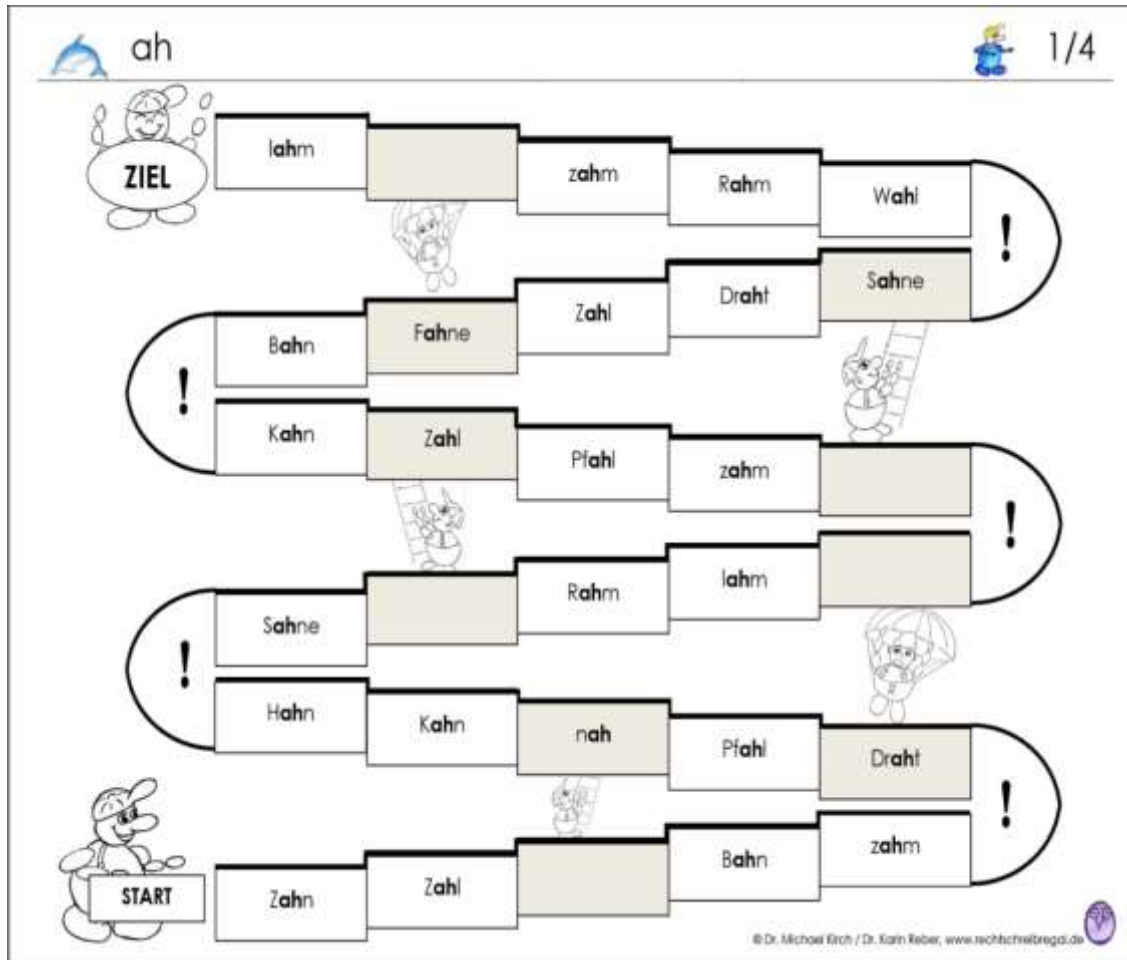 ah 1/4
ZIEL
lahm zahm Rahm Wahl
!
Bahn Fahne Zahl Draht Sahne
!
Kahn Zahl Pfahl zahm
!
Sahne Rahm lahm
!
Hahn Kahn nah Pfahl Draht
!
START
Zahn Zahl Bahn zahm
© Dr. Michael Kirch / Dr. Karin Reber, www.rechtschreibregal.de